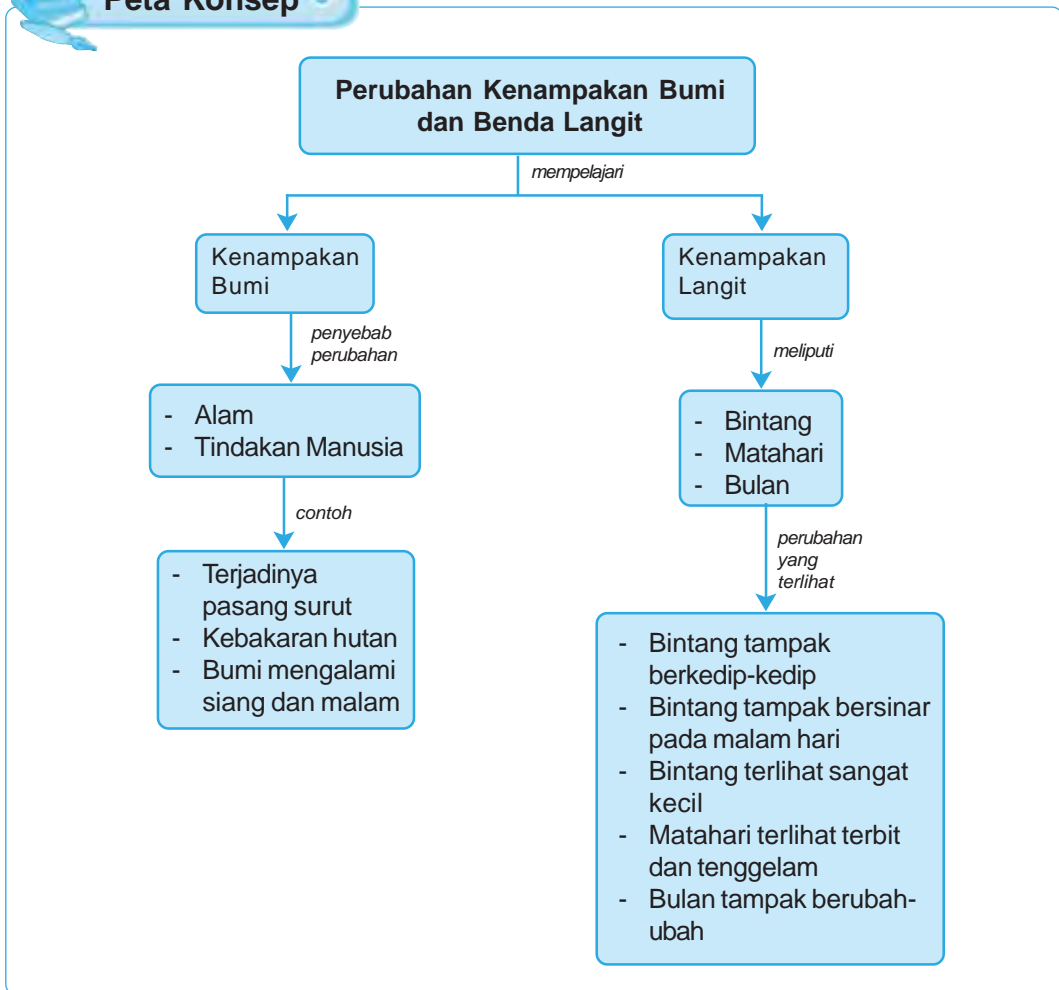 Peta Konsep
Perubahan Kenampakan Bumi
dan Benda Langit
mempelajari
Kenampakan
Bumi
penyebab
perubahan
- Alam
- Tindakan Manusia
contoh
- Terjadinya
pasang surut
- Kebakaran hutan
- Bumi mengalami
siang dan malam
Kenampakan
Langit
meliputi
- Bintang
- Matahari
- Bulan
perubahan
yang
terlihat
- Bintang tampak
berkedip-kedip
- Bintang tampak bersinar
pada malam hari
- Bintang terlihat sangat
kecil
- Matahari terlihat terbit
dan tenggelam
- Bulan tampak berubah-
ubah